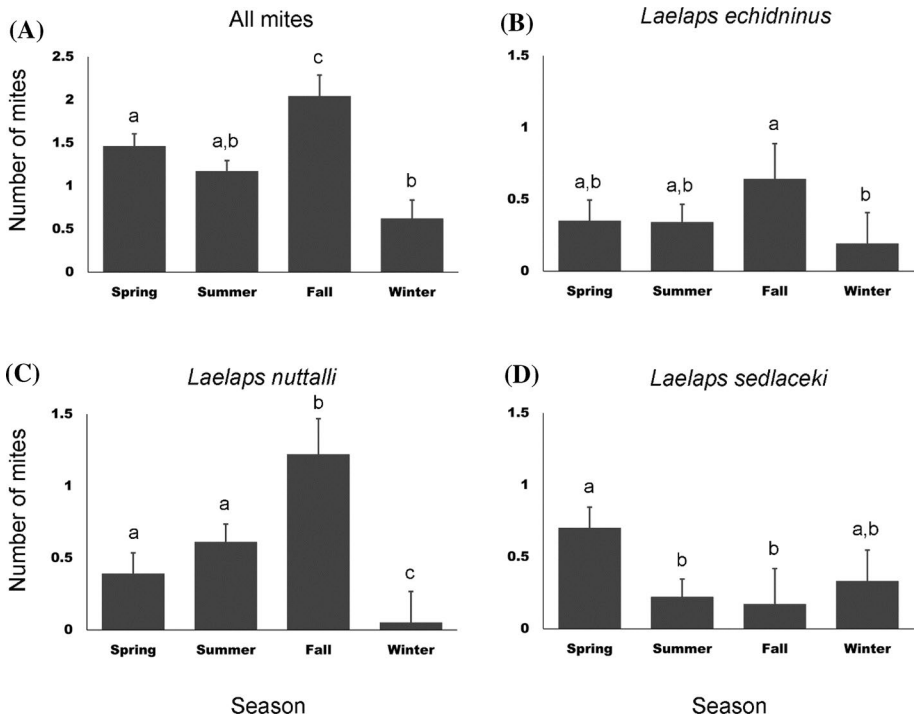 (A)
All mites
Number of mites
2.5
2
1.5
1
0.5
0
a
a,b
c
b
Spring Summer Fall Winter
(B)
Laelaps echidninus
1.5
1
0.5
0
a,b
a,b
a
b
Spring Summer Fall Winter
(C)
Laelaps nuttalli
Number of mites
1.5
1
0.5
0
a
a
b
c
Spring Summer Fall Winter
Season
(D)
Laelaps sedlaceki
1.5
1
0.5
0
a
b
b
a,b
Spring Summer Fall Winter
Season